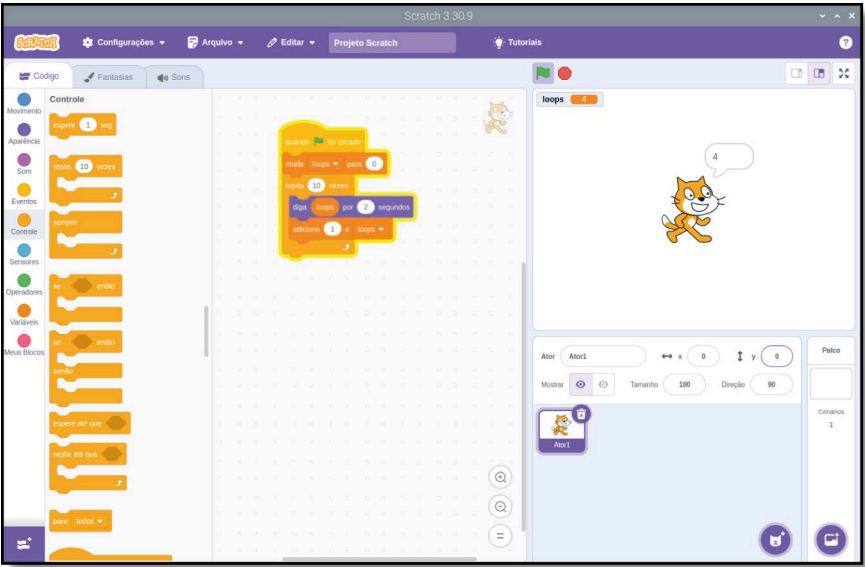 Scratch 3.30.9
SCRATCH
Configurações
Arquivo
Editar
Projeto Scratch
Tutoriais
?
Código
Fantasias
Sons
Movimento
Aparência
Som
Eventos
Controle
Sensores
Operadores
Variáveis
Meus Blocos
Controle
espere 1 seg
repita 10 vezes
sempre
se então
se então
senão
espere até que
repita até que
pare todos
quando for clicado
mude loops para 0
repita 10 vezes
diga loops por 2 segundos
adicione 1 a loops
loops 4
4
Ator Ator1 x 0 y 0
Mostrar Tamanho 100 Direção 90
Ator1
Palco
Cenários
1